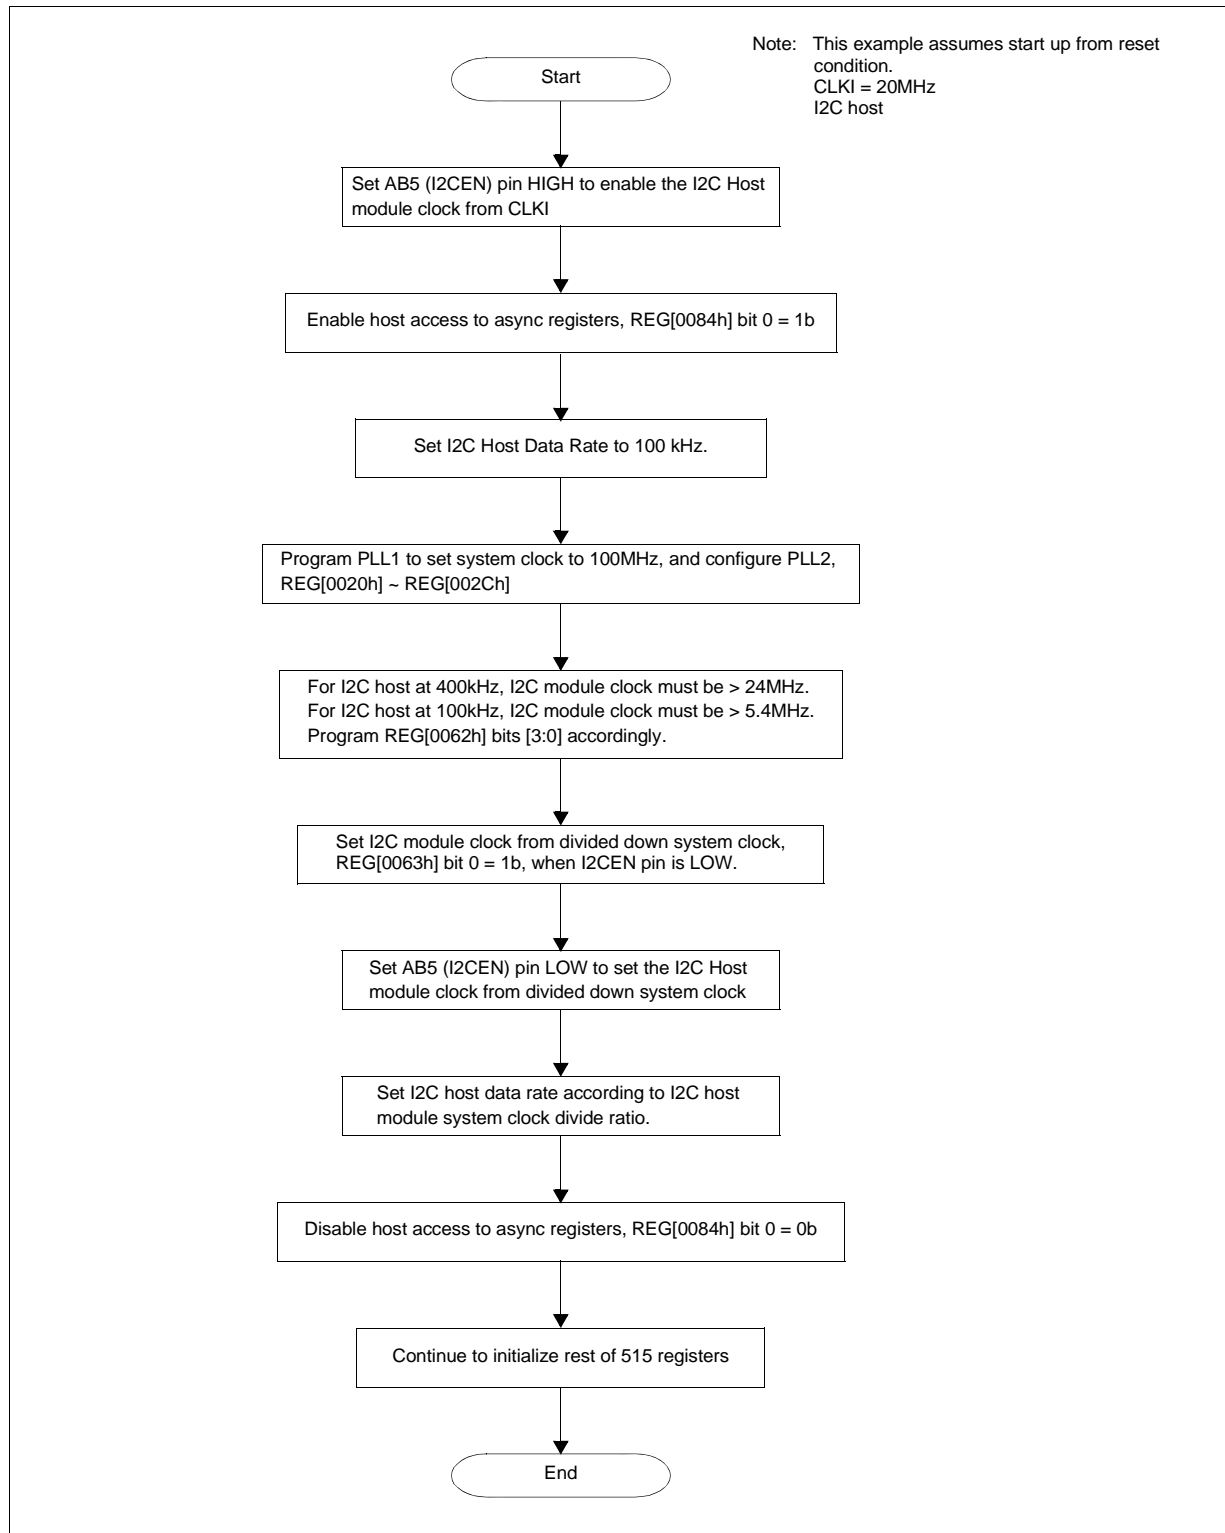 Note: This example assumes start up from reset
condition.
CLKI = 20MHz
I2C host
Start
Set AB5 (I2CEN) pin HIGH to enable the I2C Host
module clock from CLKI
Enable host access to async registers, REG[0084h] bit 0 = 1b
Set I2C Host Data Rate to 100 kHz.
Program PLL1 to set system clock to 100MHz, and configure PLL2,
REG[0020h] ~ REG[002Ch]
For I2C host at 400kHz, I2C module clock must be > 24MHz.
For I2C host at 100kHz, I2C module clock must be > 5.4MHz.
Program REG[0062h] bits [3:0] accordingly.
Set I2C module clock from divided down system clock,
REG[0063h] bit 0 = 1b, when I2CEN pin is LOW.
Set AB5 (I2CEN) pin LOW to set the I2C Host
module clock from divided down system clock
Set I2C host data rate according to I2C host
module system clock divide ratio.
Disable host access to async registers, REG[0084h] bit 0 = 0b
Continue to initialize rest of 515 registers
End